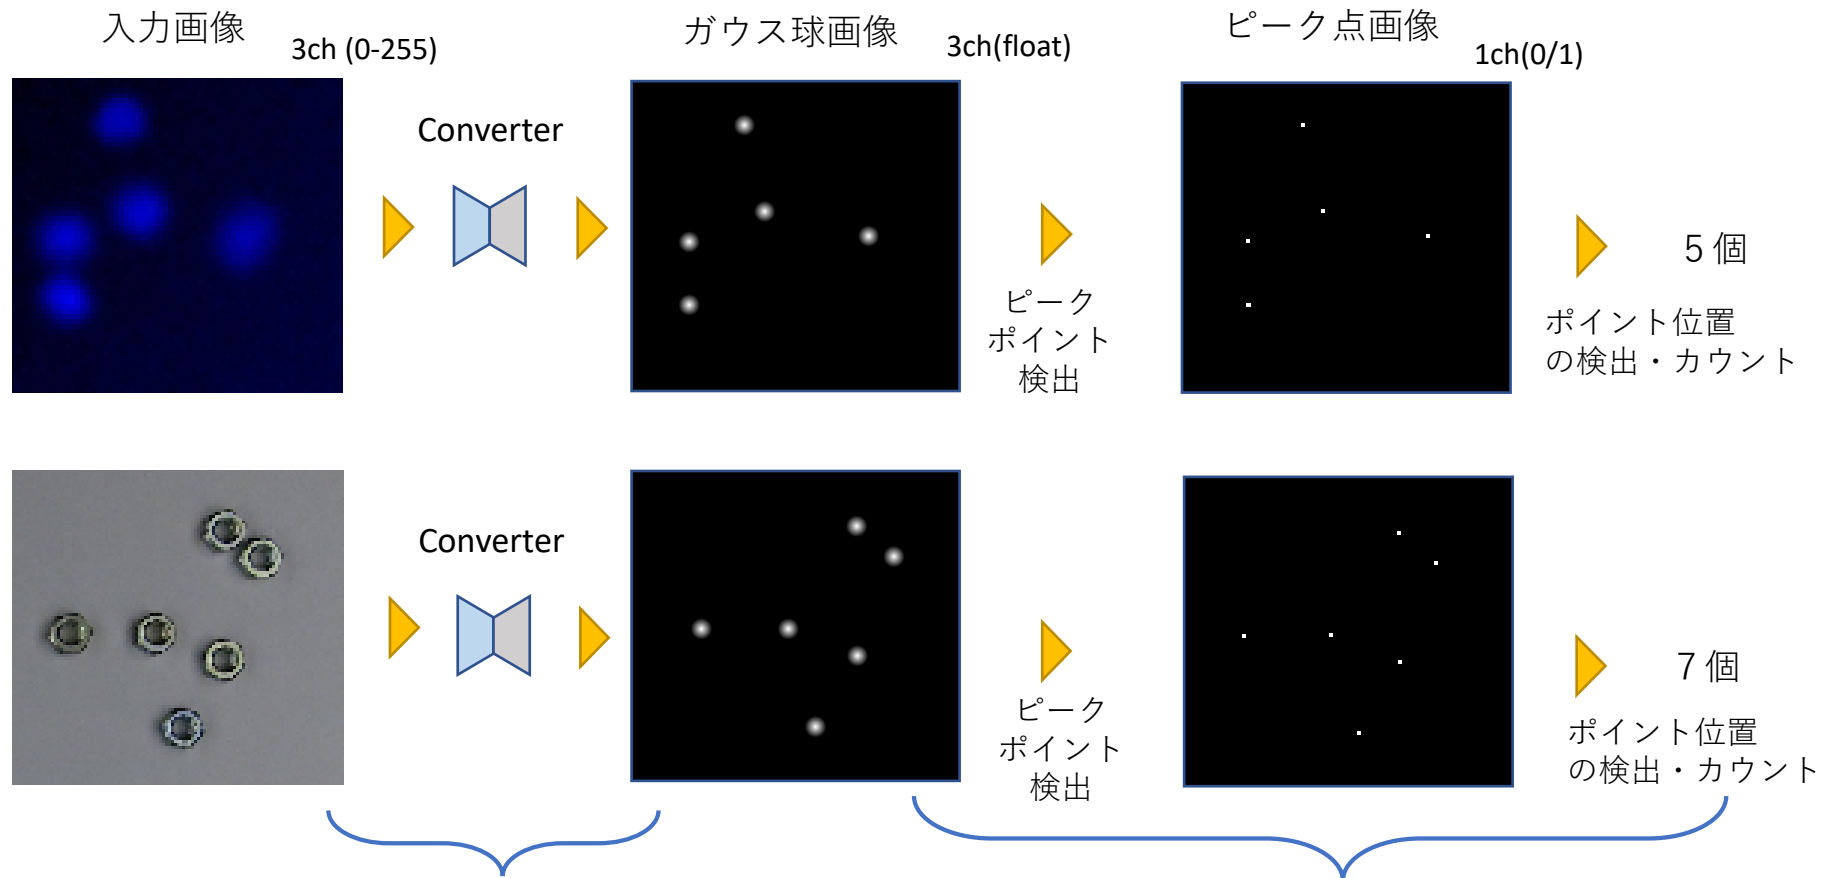 入力画像
3ch (0-255)
ガウス球画像
3ch(float)
ピーク点画像
1ch(0/1)
Converter
ピーク
ポイント
検出
５個
ポイント位置
の検出・カウント
Converter
ピーク
ポイント
検出
７個
ポイント位置
の検出・カウント